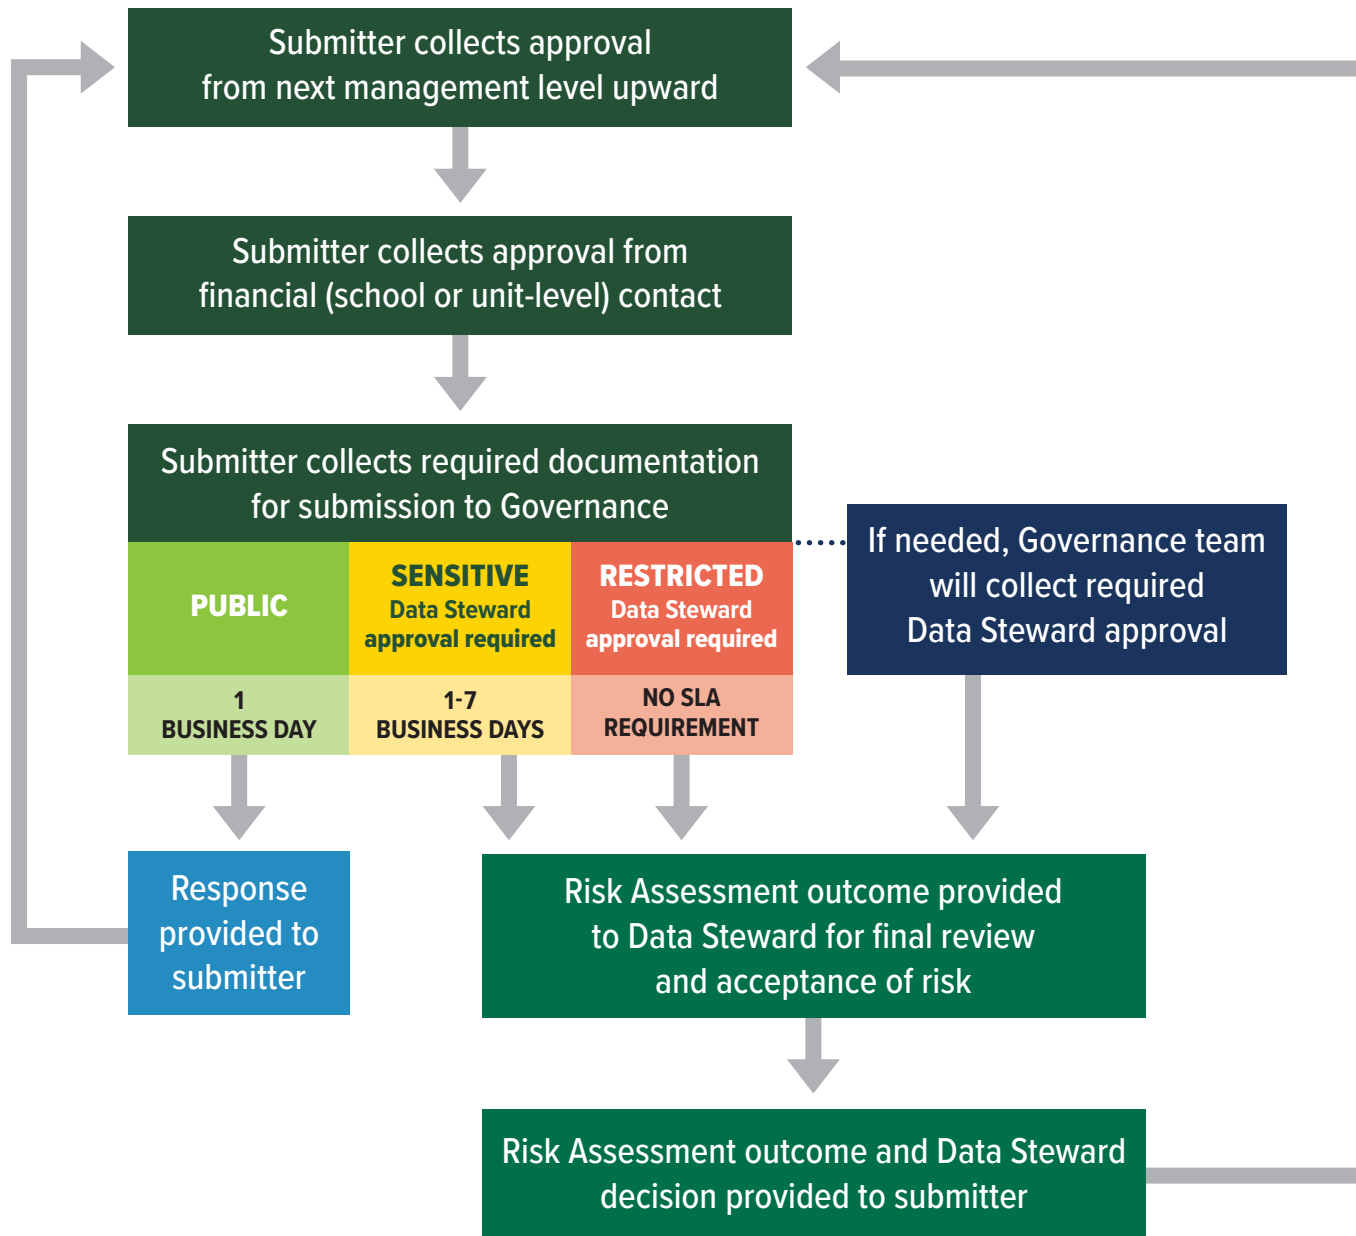 Submitter collects approval
from next management level upward
Submitter collects approval from
financial (school or unit-level) contact
Submitter collects required documentation
for submission to Governance
PUBLIC
SENSITIVE
Data Steward
approval required
RESTRICTED
Data Steward
approval required
1
BUSINESS DAY
1-7
BUSINESS DAYS
NO SLA
REQUIREMENT
If needed, Governance team
will collect required
Data Steward approval
Response
provided to
submitter
Risk Assessment outcome provided
to Data Steward for final review
and acceptance of risk
Risk Assessment outcome and Data Steward
decision provided to submitter